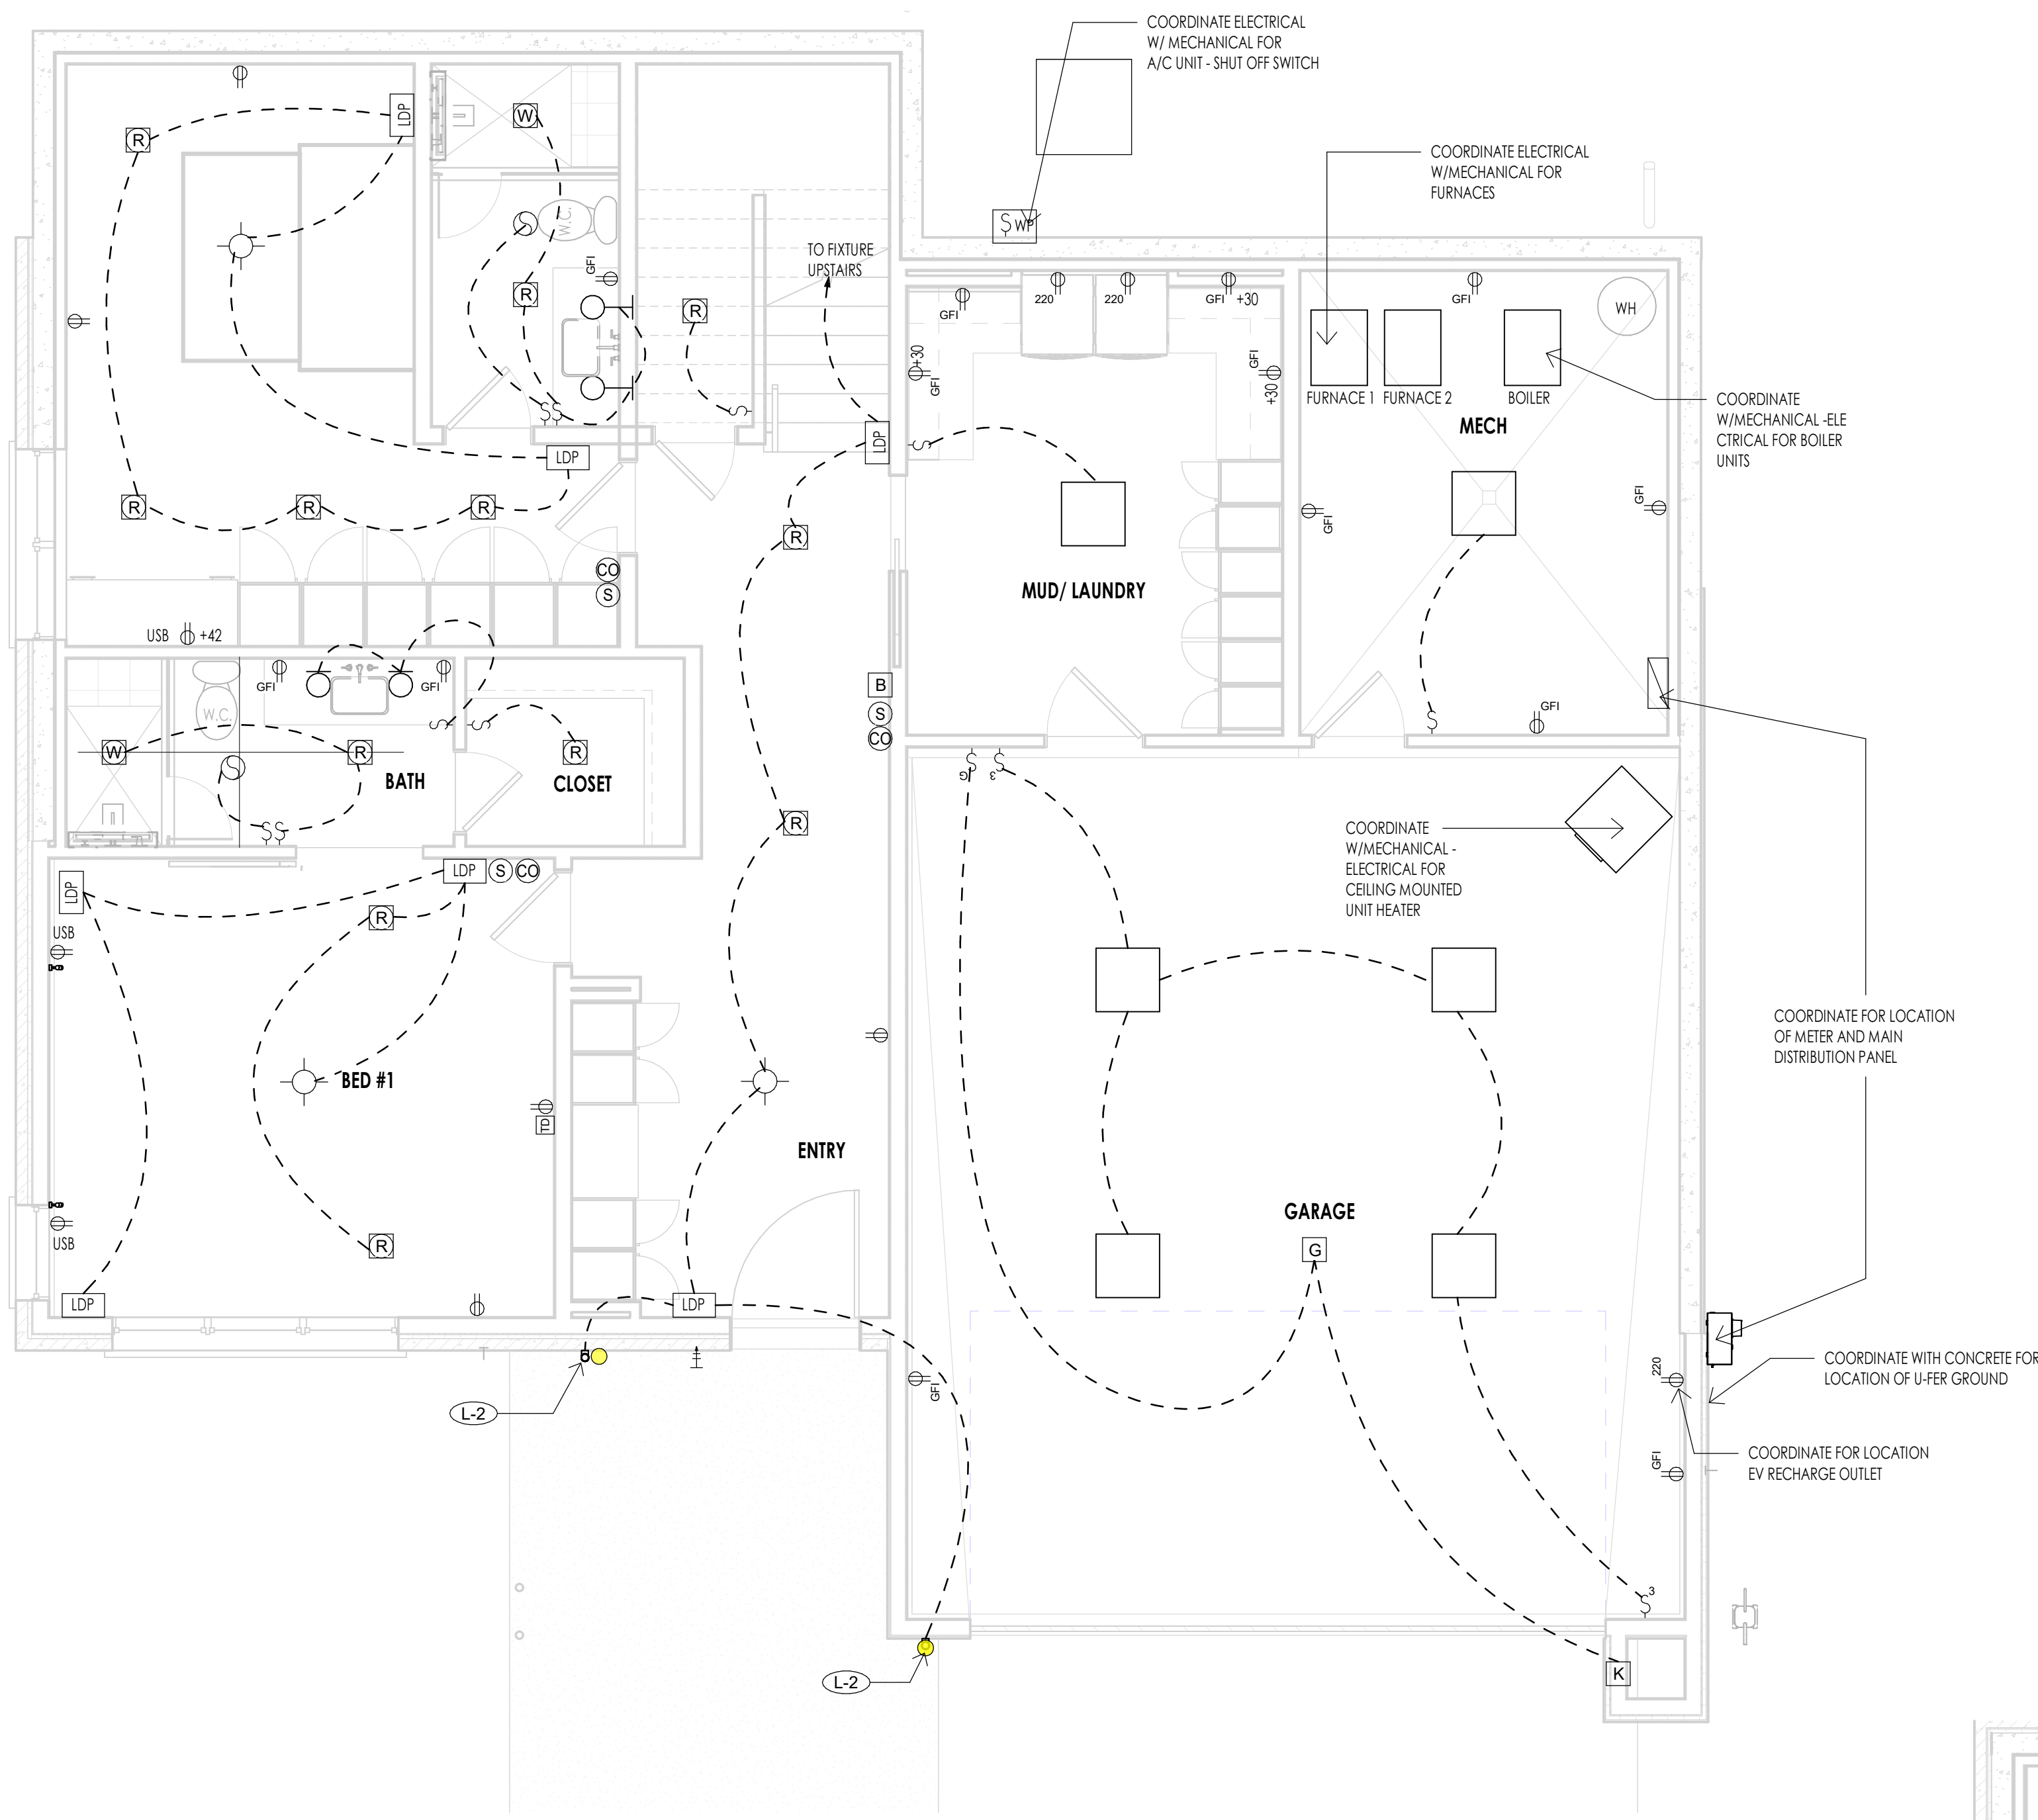 COORDINATE ELECTRICAL
W/ MECHANICAL FOR
A/C UNIT - SHUT OFF SWITCH
LDP
R
W
COORDINATE ELECTRICAL
W/MECHANICAL FOR
FURNACES
W.C.
S WP
TO FIXTURE
UPSTAIRS
GFI
R
R
220
220
GFI
+30
GFI
GFI
WH
+30
GFI
GFI
+30
FURNACE 1
FURNACE 2
BOILER
MECH
COORDINATE
W/MECHANICAL -ELE
CTRICAL FOR BOILER
UNITS
SS
S
S
LDP
LDP
R
R
R
R
GFI
GFI
CO
S
MUD/ LAUNDRY
USB
+42
GFI
GFI
B
S
CO
W.C.
S
S
S
GFI
W
R
R
BATH
CLOSET
SS
R
S
G
S
3
COORDINATE
W/MECHANICAL -
ELECTRICAL FOR
CEILING MOUNTED
UNIT HEATER
LDP
LDP
S
CO
R
USB
COORDINATE FOR LOCATION
OF METER AND MAIN
DISTRIBUTION PANEL
BED #1
TD
ENTRY
GARAGE
G
USB
R
LDP
LDP
GFI
220
COORDINATE WITH CONCRETE FOR
LOCATION OF U-FER GROUND
L-2
COORDINATE FOR LOCATION
EV RECHARGE OUTLET
GFI
S
3
L-2
K